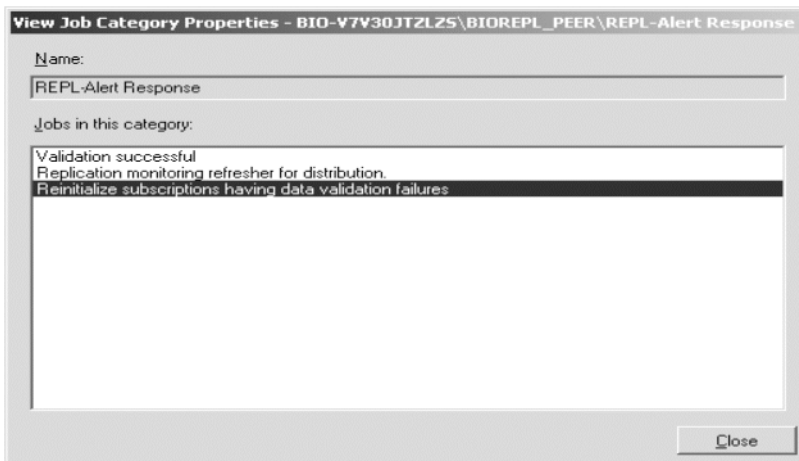 View Job Category Properties - BIO-V7V30JTZLZS\BIOREPL_PEER\REPL-Alert Response
Name:
REPL-Alert Response
Jobs in this category:
Validation successful
Replication monitoring refresher for distribution.
Reinitialize subscriptions having data validation failures
Close